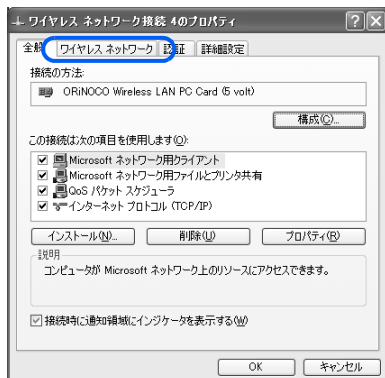 ワイヤレス ネットワーク接続 4のプロパティ
全般 ワイヤレス ネットワーク 認証 詳細設定
接続の方法:
ORiNOCO Wireless LAN PC Card (5 volt)
構成(C)...
この接続は次の項目を使用します(O):
Microsoft ネットワーク用クライアント
Microsoft ネットワーク用ファイルとプリンタ共有
QoS パケット スケジューラ
インターネット プロトコル (TCP/IP)
インストール(N)... 削除(U) プロパティ(R)
説明
コンピュータが Microsoft ネットワーク上のリソースにアクセスできます。
接続時に通知領域にインジケータを表示する(W)
OK キャンセル